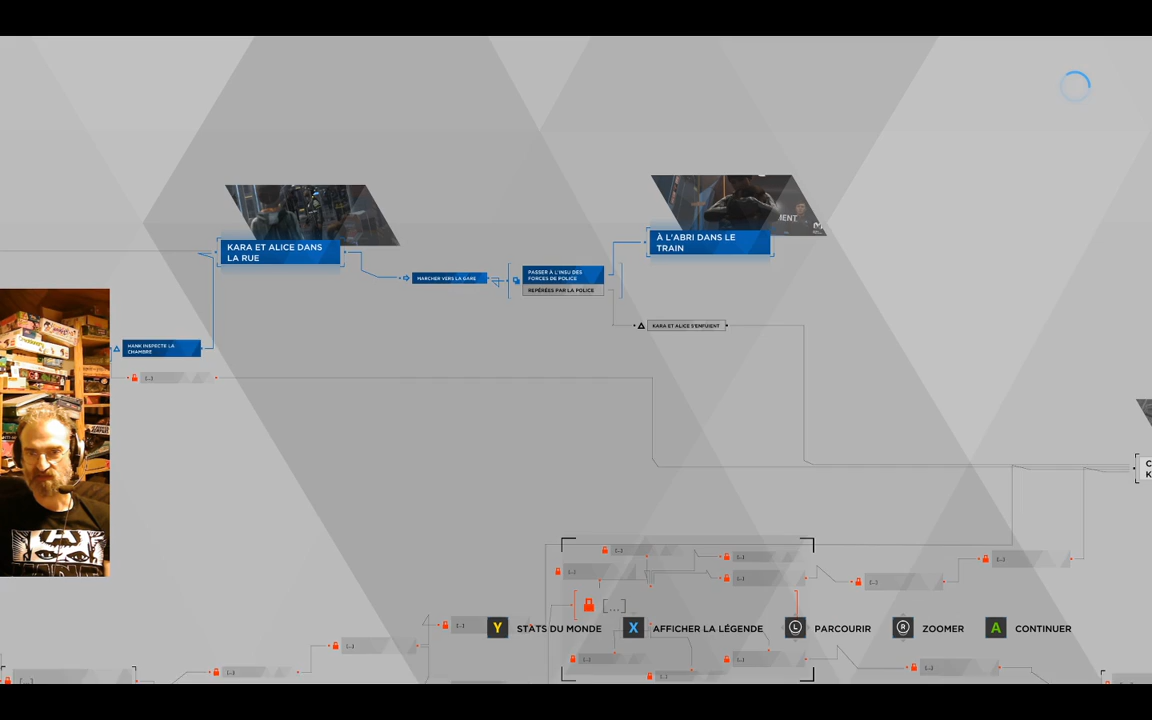 MENT
À L'ABRI DANS LE
TRAIN
KARA ET ALICE DANS
LA RUE
MARCHER VERS LA GARE
PASSER À L'INSU DES
FORCES DE POLICE
REPÉRÉES PAR LA POLICE
KARA ET ALICE S'ENFUIENT
HANK INSPECTE LA
CHAMBRE
[...]
C
K
[...]
[...]
[...]
[...]
[...]
[...]
[...]
[...]
[...]
Y STATS DU MONDE
X AFFICHER LA LÉGENDE
L PARCOURIR
R ZOOMER
A CONTINUER
[...]
[...]
[...]
[...]
[...]
[...]
[...]